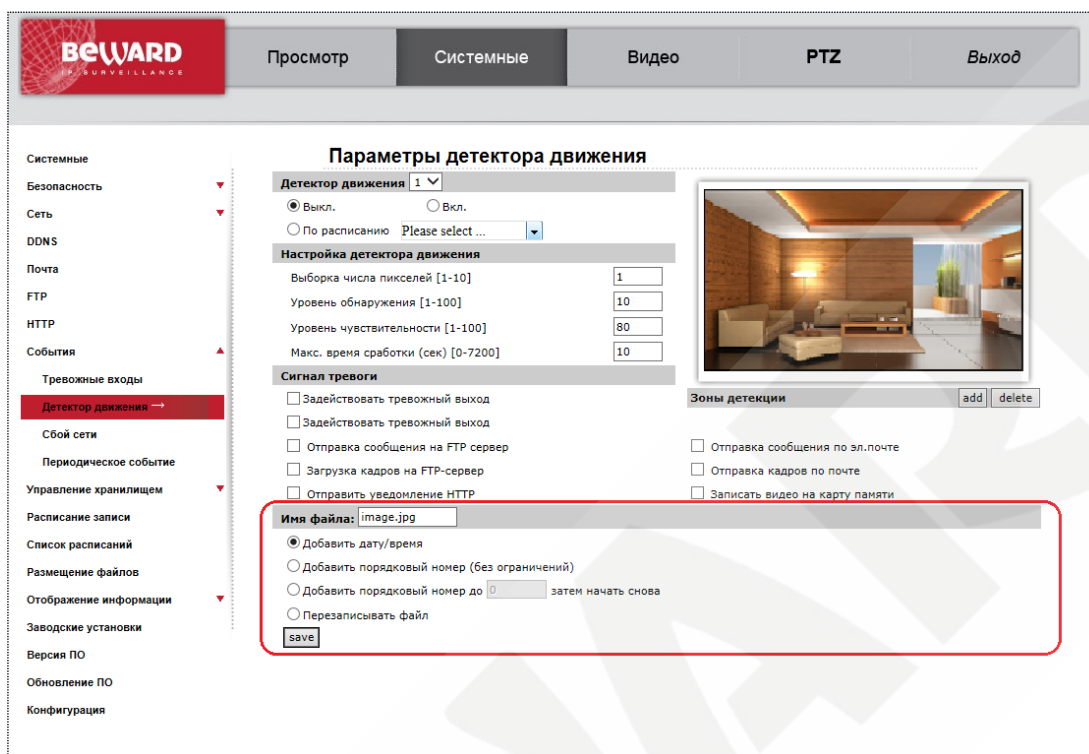 BEWARD
IP SURVEILLANCE
Просмотр
Системные
Видео
PTZ
Выход
Системные
Безопасность
Сеть
DDNS
Почта
FTP
HTTP
События
Тревожные входы
Детектор движения →
Сбой сети
Периодическое событие
Управление хранилищем
Расписание записи
Список расписаний
Размещение файлов
Отображение информации
Заводские установки
Версия ПО
Обновление ПО
Конфигурация
Параметры детектора движения
Детектор движения 1
Выкл. Вкл.
По расписанию Please select ...
Настройка детектора движения
Выборка числа пикселей [1-10] 1
Уровень обнаружения [1-100] 10
Уровень чувствительности [1-100] 80
Макс. время сработки (сек) [0-7200] 10
Сигнал тревоги
Задействовать тревожный выход
Зоны детекции add delete
Задействовать тревожный выход
Отправка сообщения на FTP сервер Отправка сообщения по эл.почте
Загрузка кадров на FTP-сервер Отправка кадров по почте
Отправить уведомление HTTP Записать видео на карту памяти
Имя файла: image.jpg
Добавить дату/время
Добавить порядковый номер (без ограничений)
Добавить порядковый номер до 0 затем начать снова
Перезаписывать файл
save